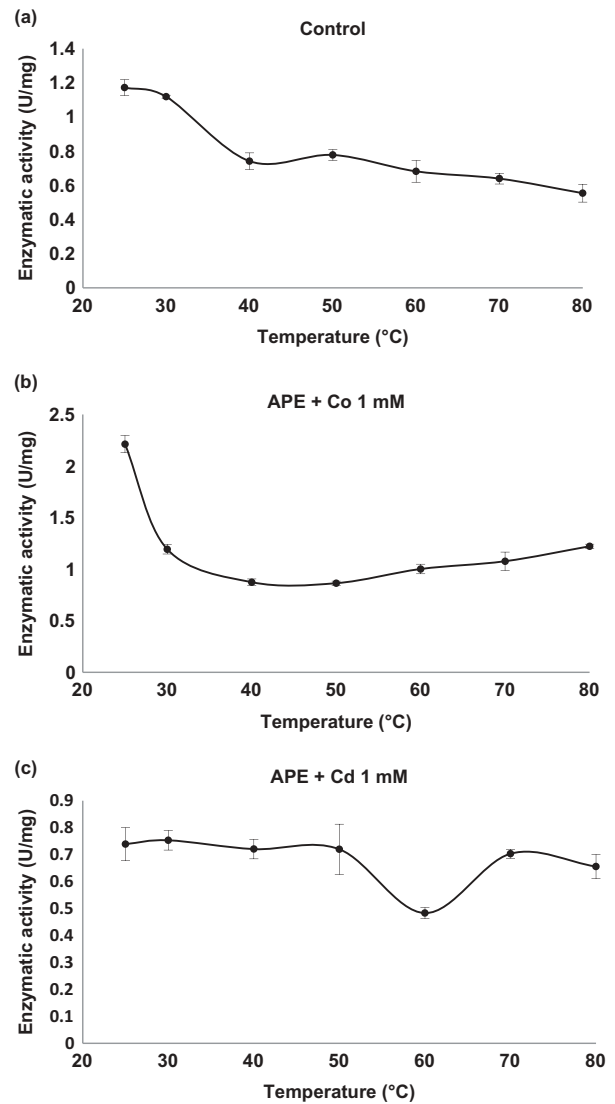 (a)
Control
Enzymatic activity (U/mg)
1.4
1.2
1
0.8
0.6
0.4
0.2
0
20 30 40 50 60 70 80
Temperature (°C)
(b)
APE + Co 1 mM
Enzymatic activity (U/mg)
2.5
2
1.5
1
0.5
0
20 30 40 50 60 70 80
Temperature (°C)
(c)
APE + Cd 1 mM
Enzymatic activity (U/mg)
0.9
0.8
0.7
0.6
0.5
0.4
0.3
0.2
0.1
0
20 30 40 50 60 70 80
Temperature (°C)